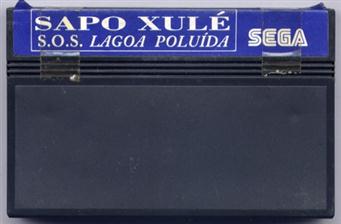 SAPO XULÉ
S.O.S. LAGOA POLUÍDA
SEGA